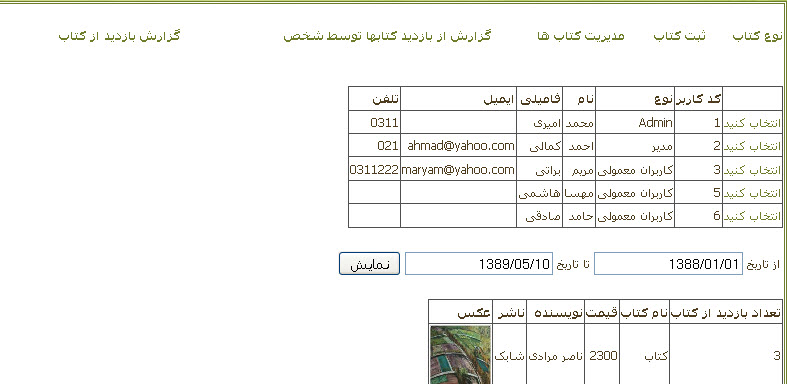 نوع کتاب ثبت کتاب مدیریت کتاب ها گزارش از بازدید کتابها توسط شخص گزارش بازدید از کتاب
کد کاربر نوع نام فامیلی ایمیل تلفن
انتخاب کنید 1 Admin محمد امیری 0311
انتخاب کنید 2 مدیر احمد کمالی ahmad@yahoo.com 021
انتخاب کنید 3 کاربران معمولی مریم براتی maryam@yahoo.com 0311222
انتخاب کنید 5 کاربران معمولی مهسا هاشمی
انتخاب کنید 6 کاربران معمولی حامد صادقی
از تاریخ 1388/01/01 تا تاریخ 1389/05/10 نمایش
تعداد بازدید از کتاب نام کتاب قیمت نویسنده ناشر عکس
3 کتاب 2300 ناصر مرادی شابک